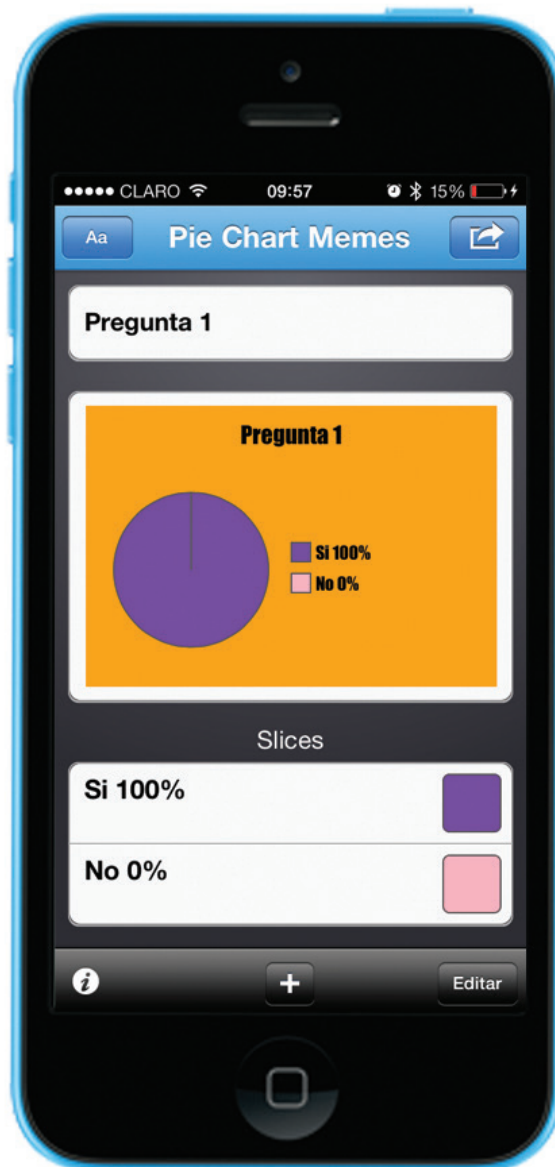 CLARO 09:57 15%
Aa Pie Chart Memes
Pregunta 1
Pregunta 1
Si 100%
No 0%
Slices
Si 100%
No 0%
i + Editar